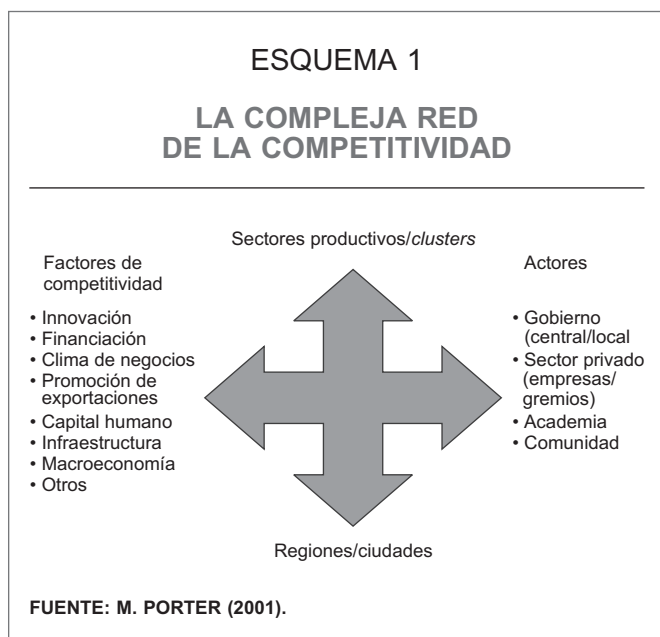 ESQUEMA 1
LA COMPLEJA RED
DE LA COMPETITIVIDAD
Sectores productivos/clusters
Factores de
competitividad
• Innovación
• Financiación
• Clima de negocios
• Promoción de
exportaciones
• Capital humano
• Infraestructura
• Macroeconomía
• Otros
Actores
• Gobierno
(central/local
• Sector privado
(empresas/
gremios)
• Academia
• Comunidad
Regiones/ciudades
FUENTE: M. PORTER (2001).